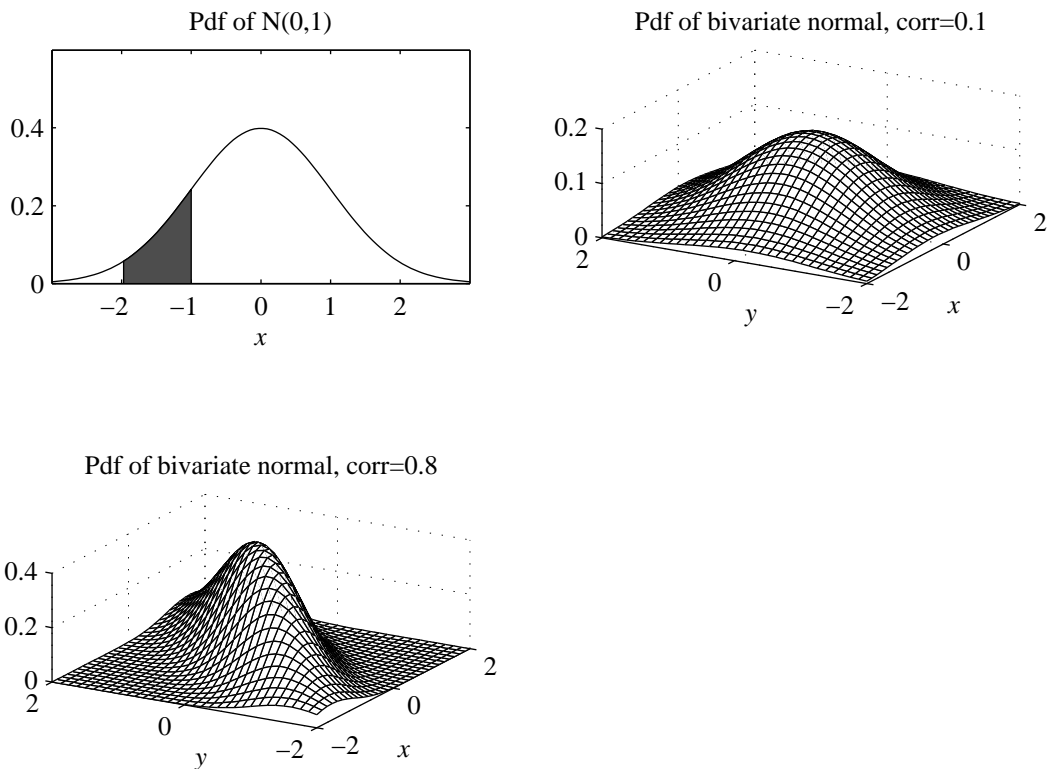 Pdf of N(0,1)
0.4
0.2
0
−2 −1 0 1 2
x
Pdf of bivariate normal, corr=0.1
0.2
0.1
0
2
0
−2
y
−2
0
2
x
Pdf of bivariate normal, corr=0.8
0.4
0.2
0
2
0
−2
y
−2
0
2
x